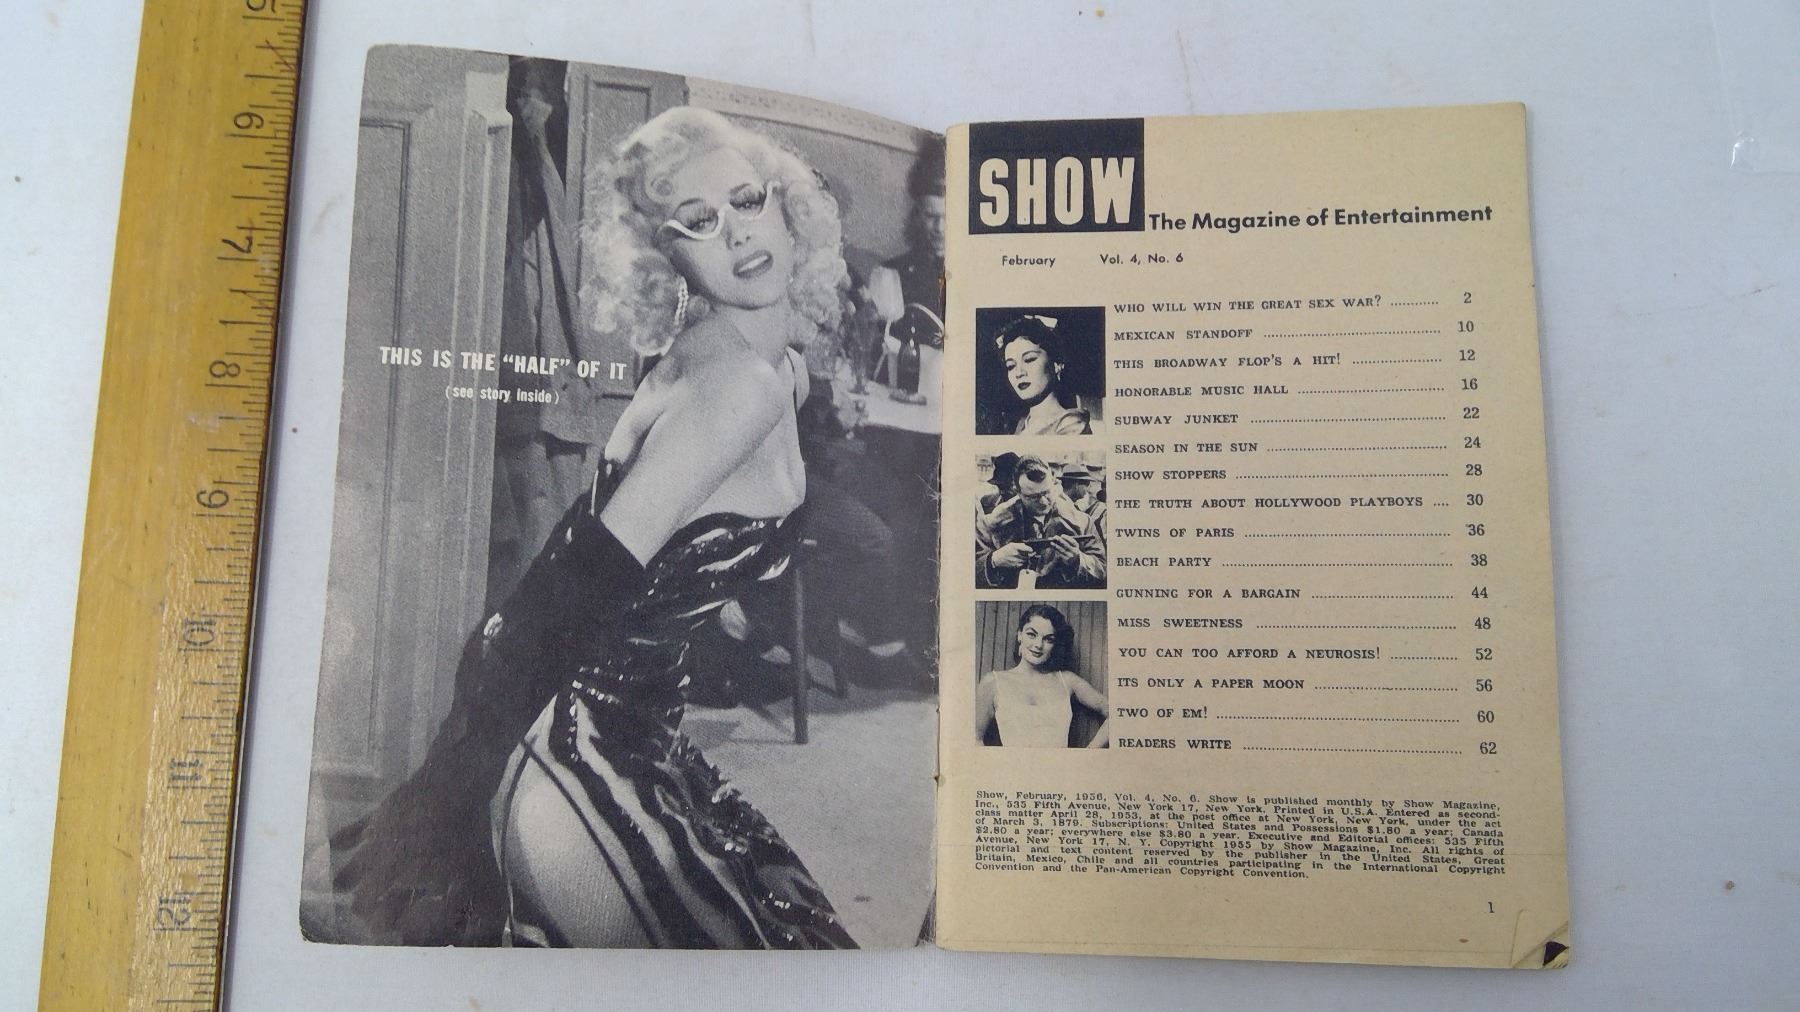 THIS IS THE "HALF" OF IT
(see story inside)
SHOW
The Magazine of Entertainment
February Vol. 4, No. 6
WHO WILL WIN THE GREAT SEX WAR? .......... 2
MEXICAN STANDOFF .......... 10
THIS BROADWAY FLOP'S A HIT! .......... 12
HONORABLE MUSIC HALL .......... 16
SUBWAY JUNKET .......... 22
SEASON IN THE SUN .......... 24
SHOW STOPPERS .......... 28
THE TRUTH ABOUT HOLLYWOOD PLAYBOYS .... 30
TWINS OF PARIS .......... 36
BEACH PARTY .......... 38
GUNNING FOR A BARGAIN .......... 44
MISS SWEETNESS .......... 48
YOU CAN TOO AFFORD A NEUROSIS! .......... 52
ITS ONLY A PAPER MOON .......... 56
TWO OF EM! .......... 60
READERS WRITE .......... 62
Show, February, 1956, Vol. 4, No. 6. Show is published monthly by Show Magazine,
Inc., 535 Fifth Avenue, New York 17, New York. Printed in U.S.A. Entered as second-
class matter April 28, 1953, at the post office at New York, New York, under the act
of March 3, 1879. Subscriptions: United States and Possessions $1.80 a year; Canada
$2.80 a year; everywhere else $3.80 a year. Executive and Editorial offices: 535 Fifth
Avenue, New York 17, N. Y. Copyright 1955 by Show Magazine, Inc. All rights of
pictorial and text content reserved by the publisher in the United States, Great
Britain, Mexico, Chile and all countries participating in the International Copyright
Convention and the Pan-American Copyright Convention.
1
5
6
7
8
9
10
11
12